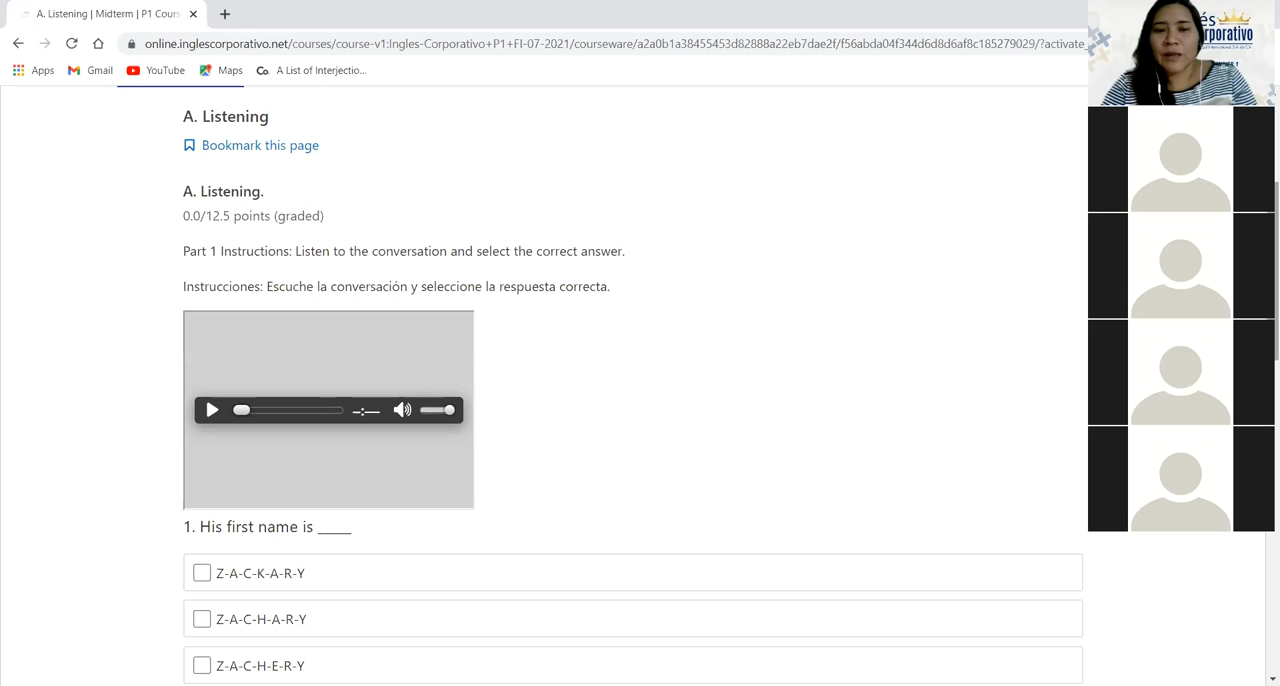 A. Listening | Midterm | P1 Cours
online.inglescorporativo.net/courses/course-v1:Ingles-Corporativo+P1+FI-07-2021/courseware/a2a0b1a38455453d82888a22eb7dae2f/f56abda04f344d6d8d6af8c185279029/?activate_
Apps Gmail YouTube Maps Co. A List of Interjectio...
A. Listening
Bookmark this page
A. Listening.
0.0/12.5 points (graded)
Part 1 Instructions: Listen to the conversation and select the correct answer.
Instrucciones: Escuche la conversación y seleccione la respuesta correcta.
--:--
1. His first name is _____
Z-A-C-K-A-R-Y
Z-A-C-H-A-R-Y
Z-A-C-H-E-R-Y